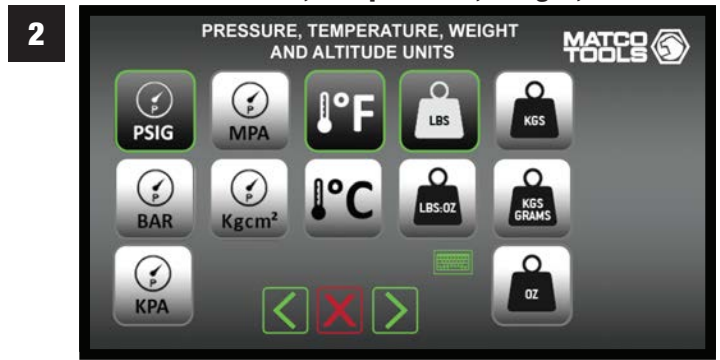 2
PRESSURE, TEMPERATURE, WEIGHT
AND ALTITUDE UNITS
MATCO
TOOLS
P
PSIG
P
MPA
°F
LBS
KGS
P
BAR
P
Kgcm²
°C
LBS:OZ
KGS
GRAMS
P
KPA
OZ